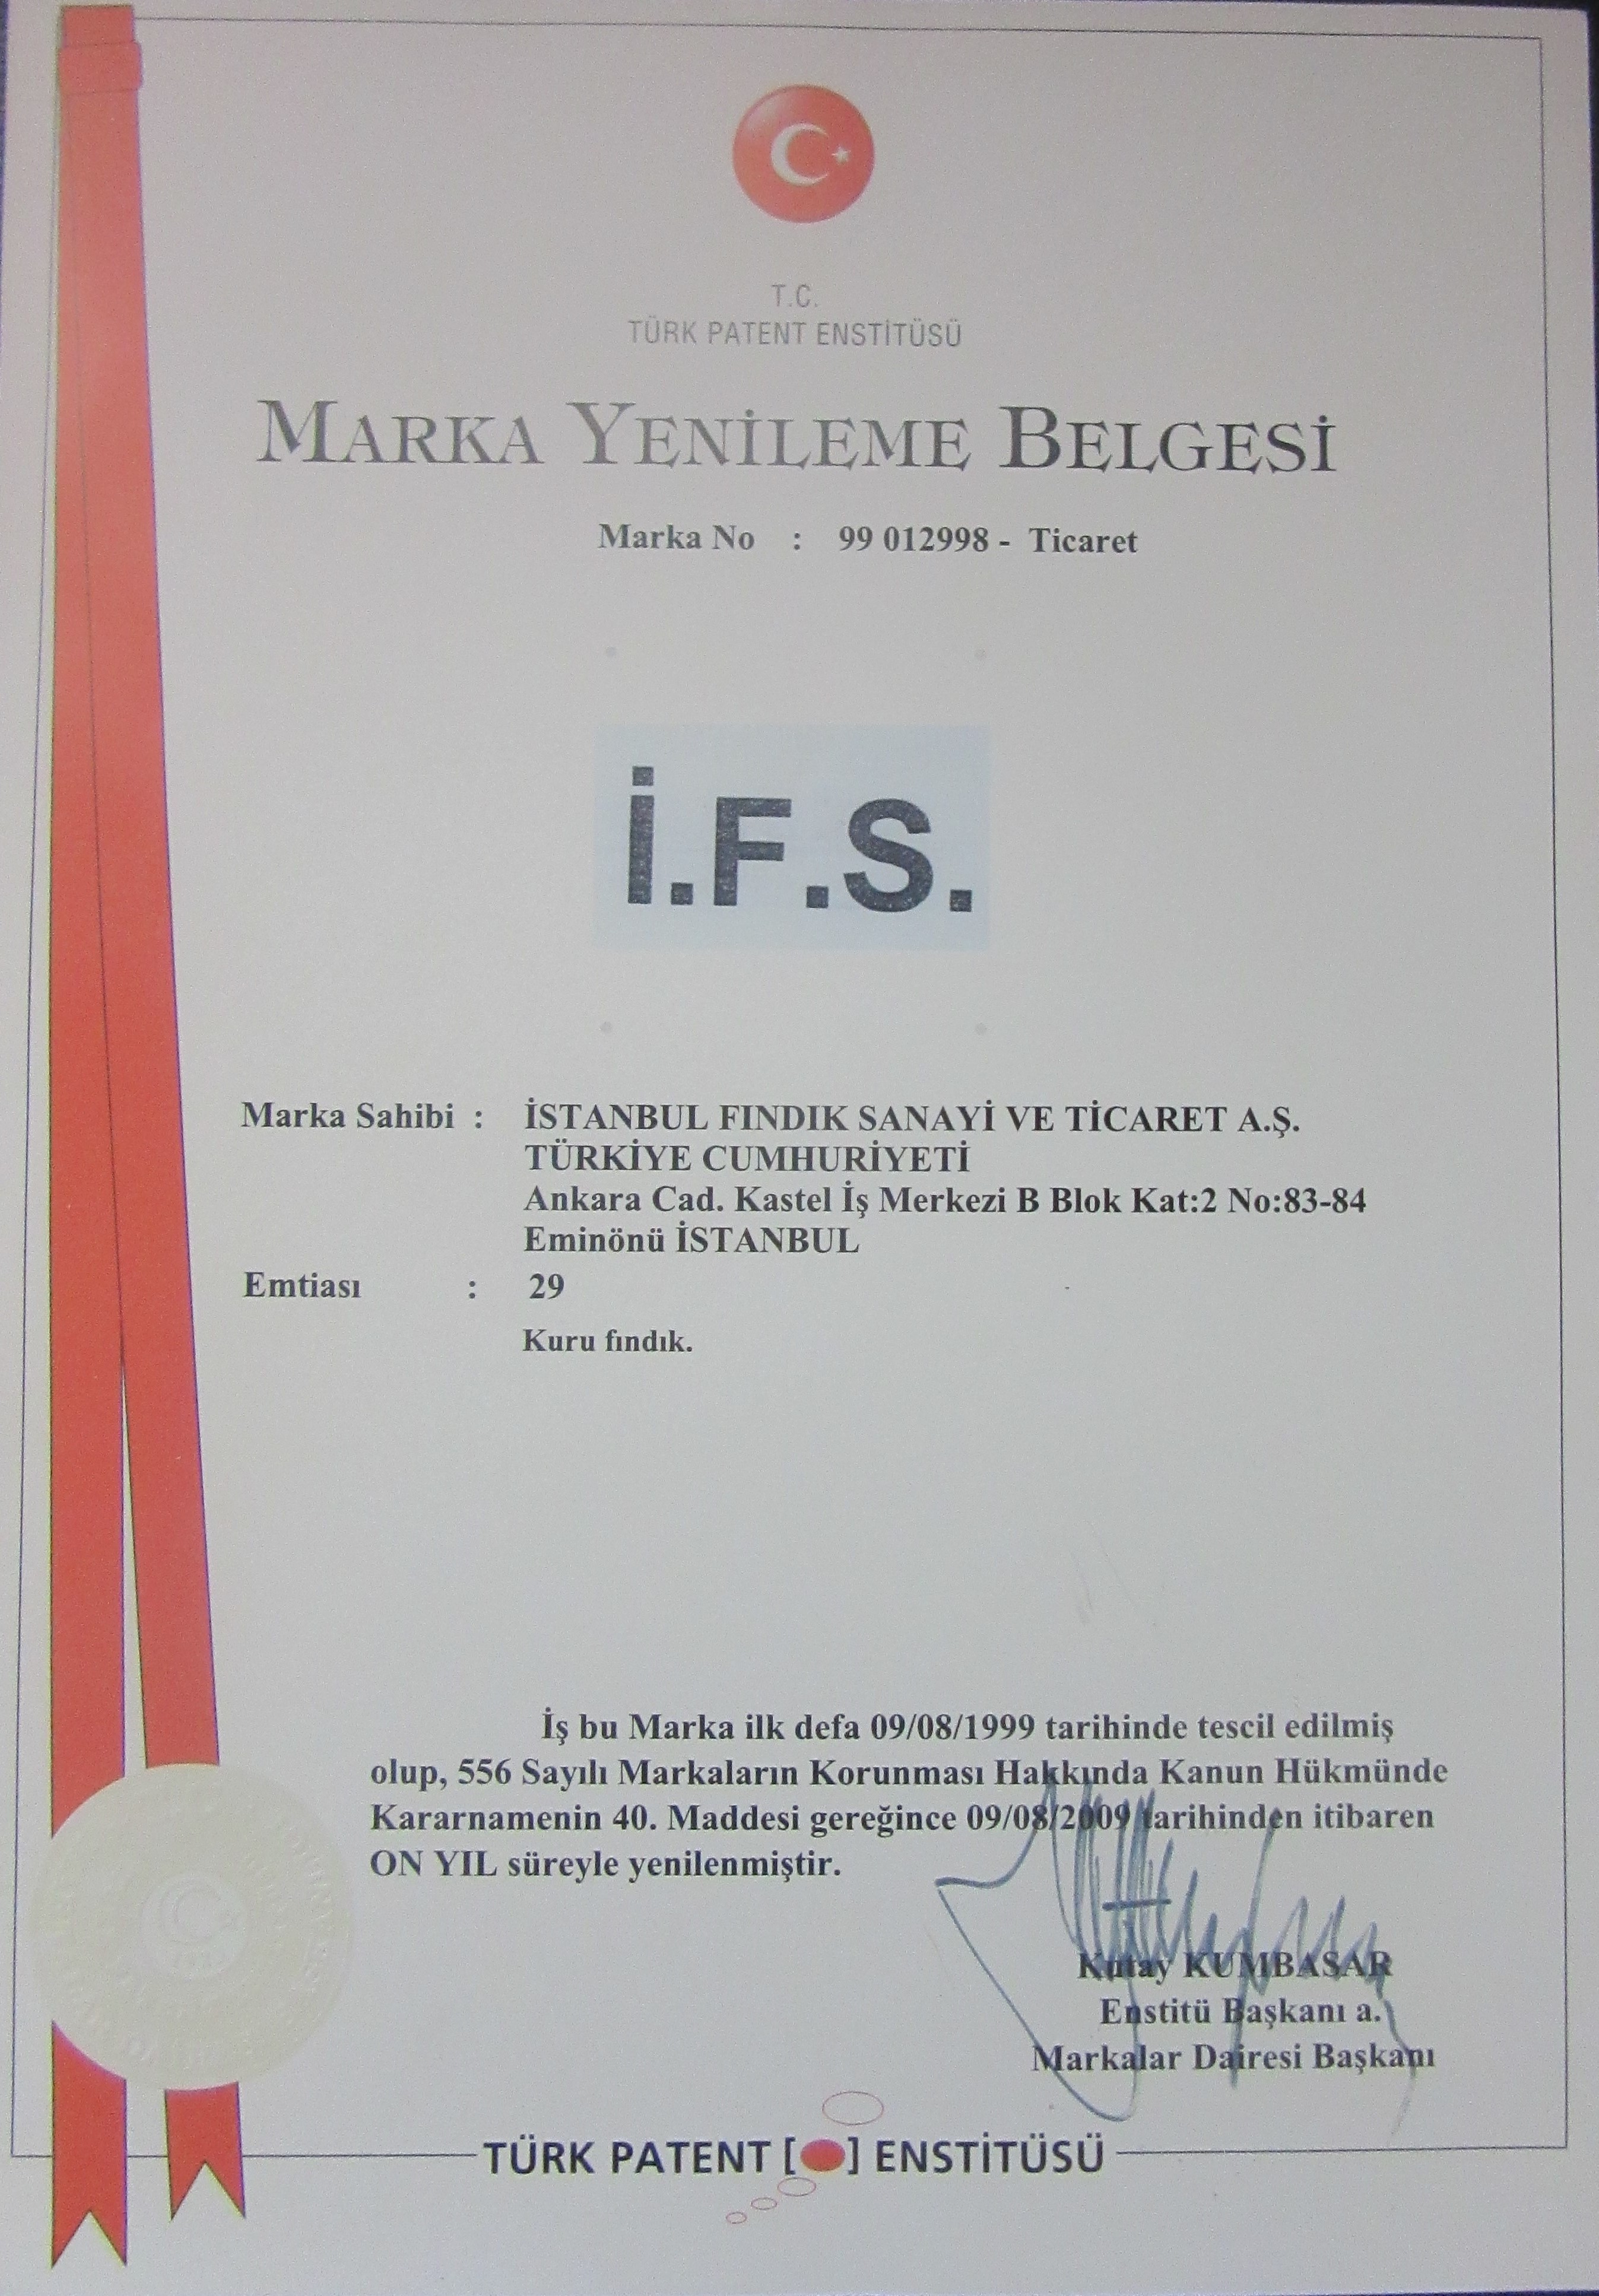 T.C.
TÜRK PATENT ENSTİTÜSÜ
MARKA YENİLEME BELGESİ
Marka No : 99 012998 - Ticaret
İ.F.S.
Marka Sahibi : İSTANBUL FINDIK SANAYİ VE TİCARET A.Ş.
TÜRKİYE CUMHURİYETİ
Ankara Cad. Kastel İş Merkezi B Blok Kat:2 No:83-84
Eminönü İSTANBUL
Emtiası : 29
Kuru fındık.
İş bu Marka ilk defa 09/08/1999 tarihinde tescil edilmiş
olup, 556 Sayılı Markaların Korunması Hakkında Kanun Hükmünde
Kararnamenin 40. Maddesi gereğince 09/08/2009 tarihinden itibaren
ON YIL süreyle yenilenmiştir.
Kutay KUMBASAR
Enstitü Başkanı a.
Markalar Dairesi Başkanı
TÜRK PATENT [ ] ENSTİTÜSÜ